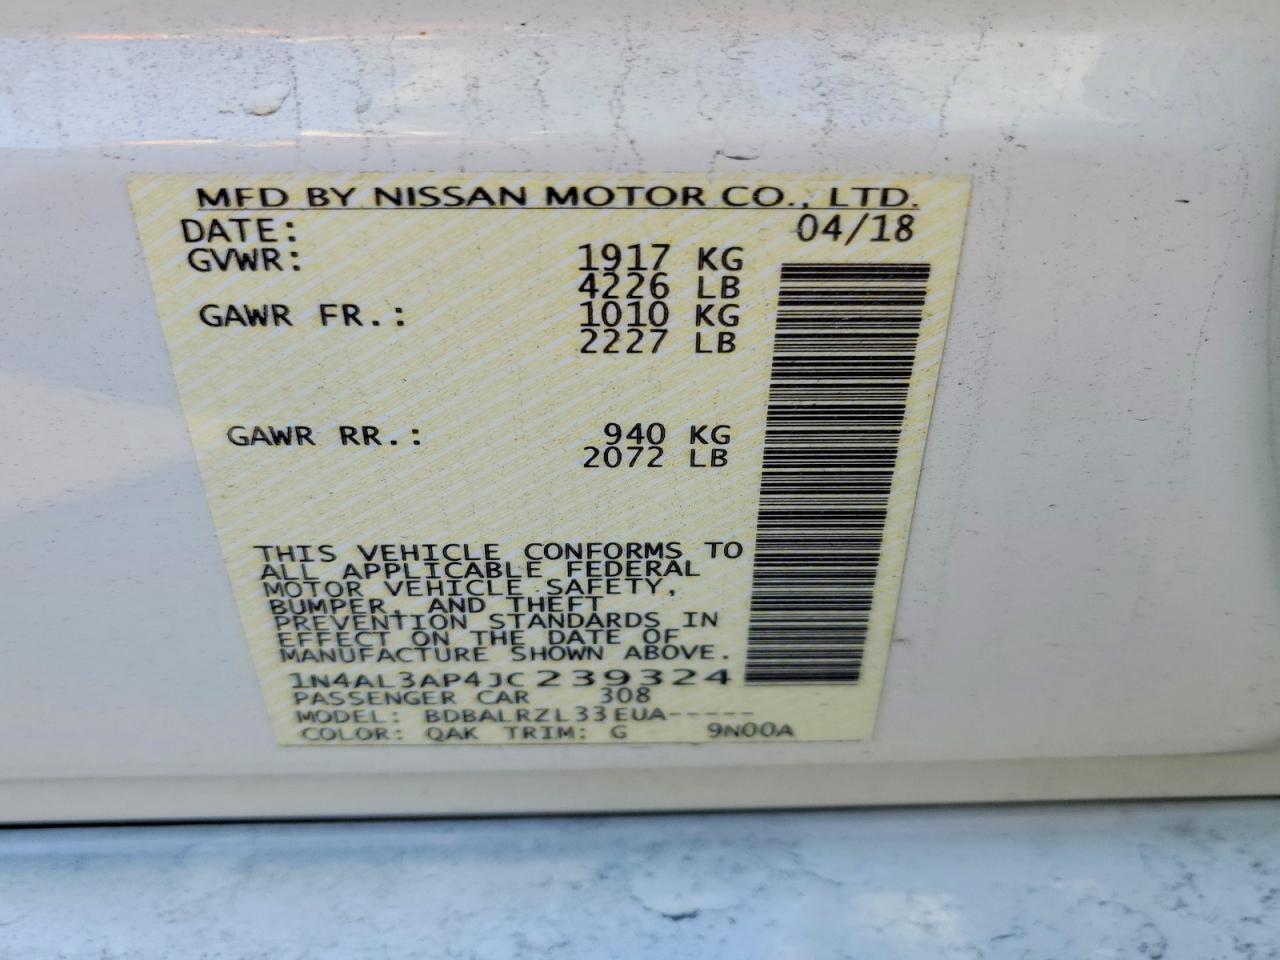 MFD BY NISSAN MOTOR CO., LTD.
DATE: 04/18
GVWR: 1917 KG
4226 LB
GAWR FR.: 1010 KG
2227 LB
GAWR RR.: 940 KG
2072 LB
THIS VEHICLE CONFORMS TO
ALL APPLICABLE FEDERAL
MOTOR VEHICLE SAFETY,
BUMPER, AND THEFT
PREVENTION STANDARDS IN
EFFECT ON THE DATE OF
MANUFACTURE SHOWN ABOVE.
1N4AL3AP4JC239324
PASSENGER CAR 308
MODEL: BDBALRZL33EUA-----
COLOR: QAK TRIM: G 9N00A